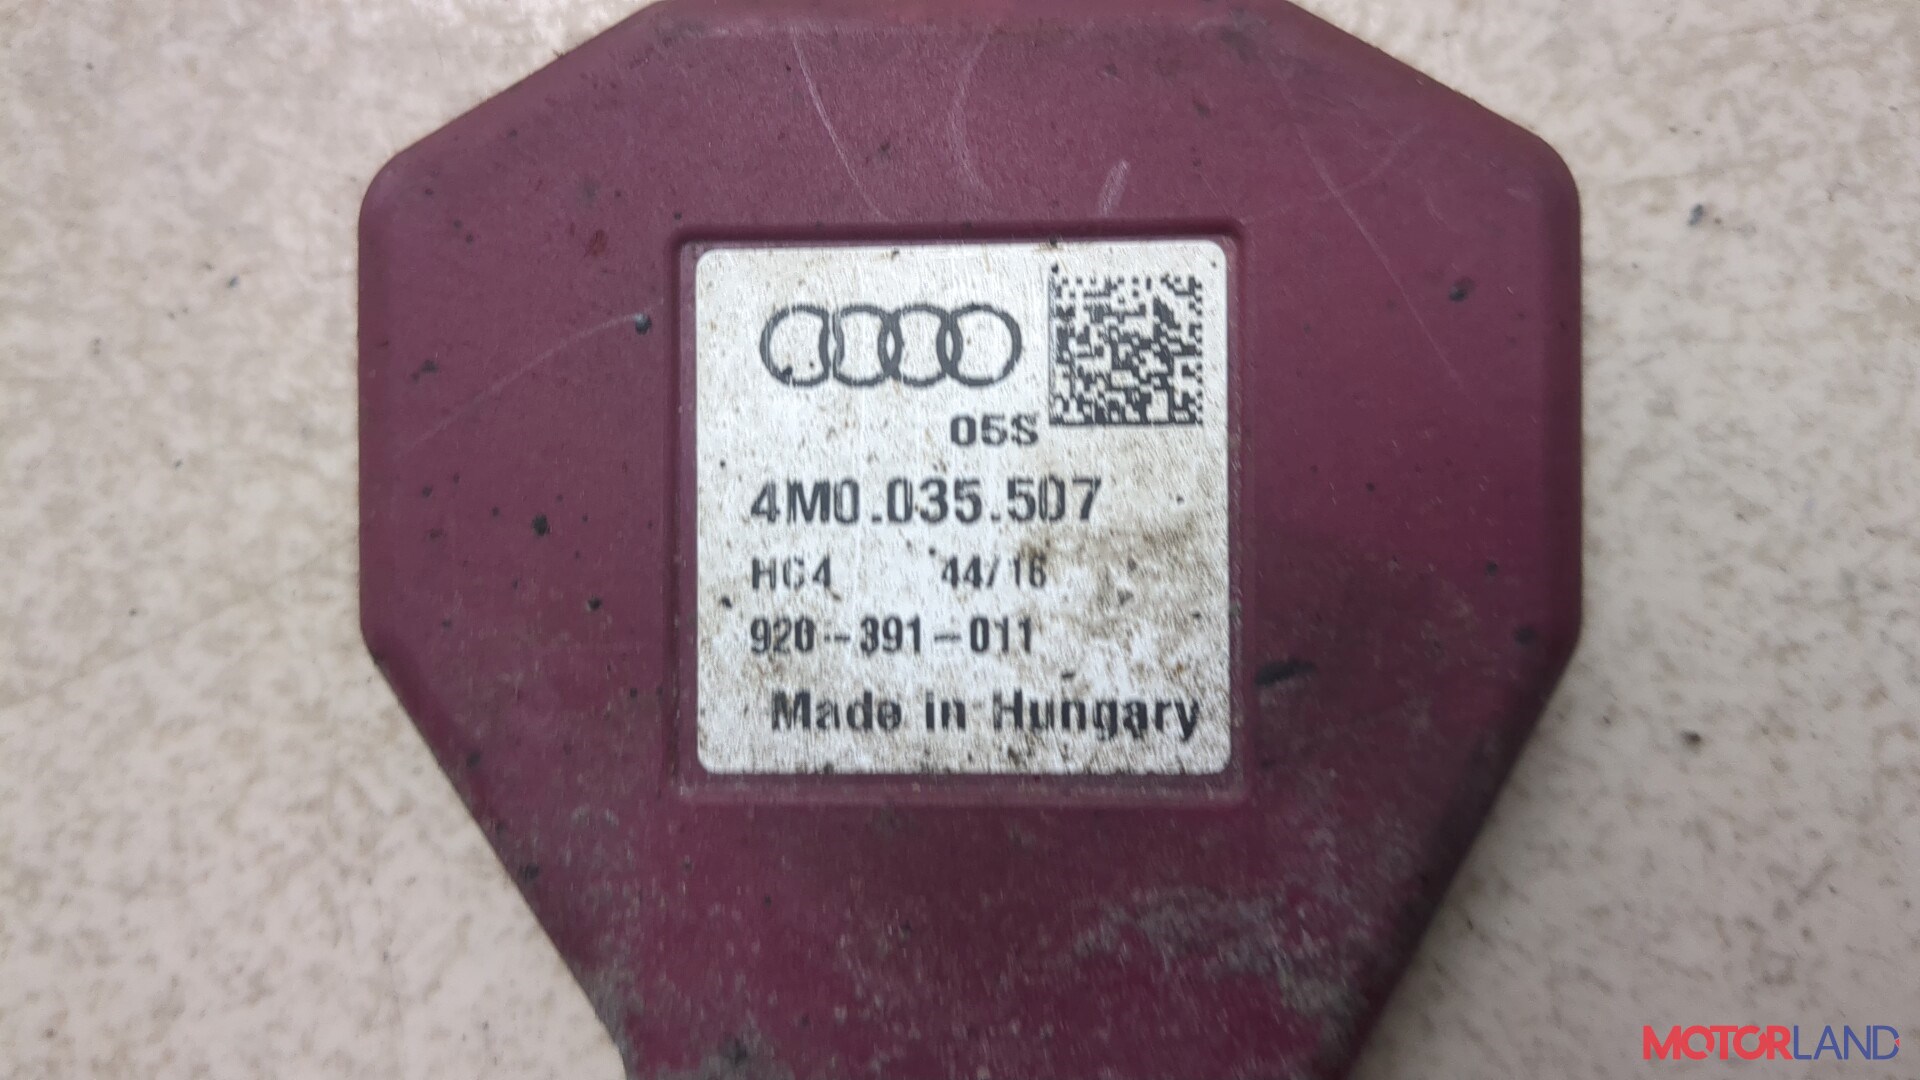 05S
4M0.035.507
HC4 44/16
920-391-011
Made in Hungary
MOTORLAND